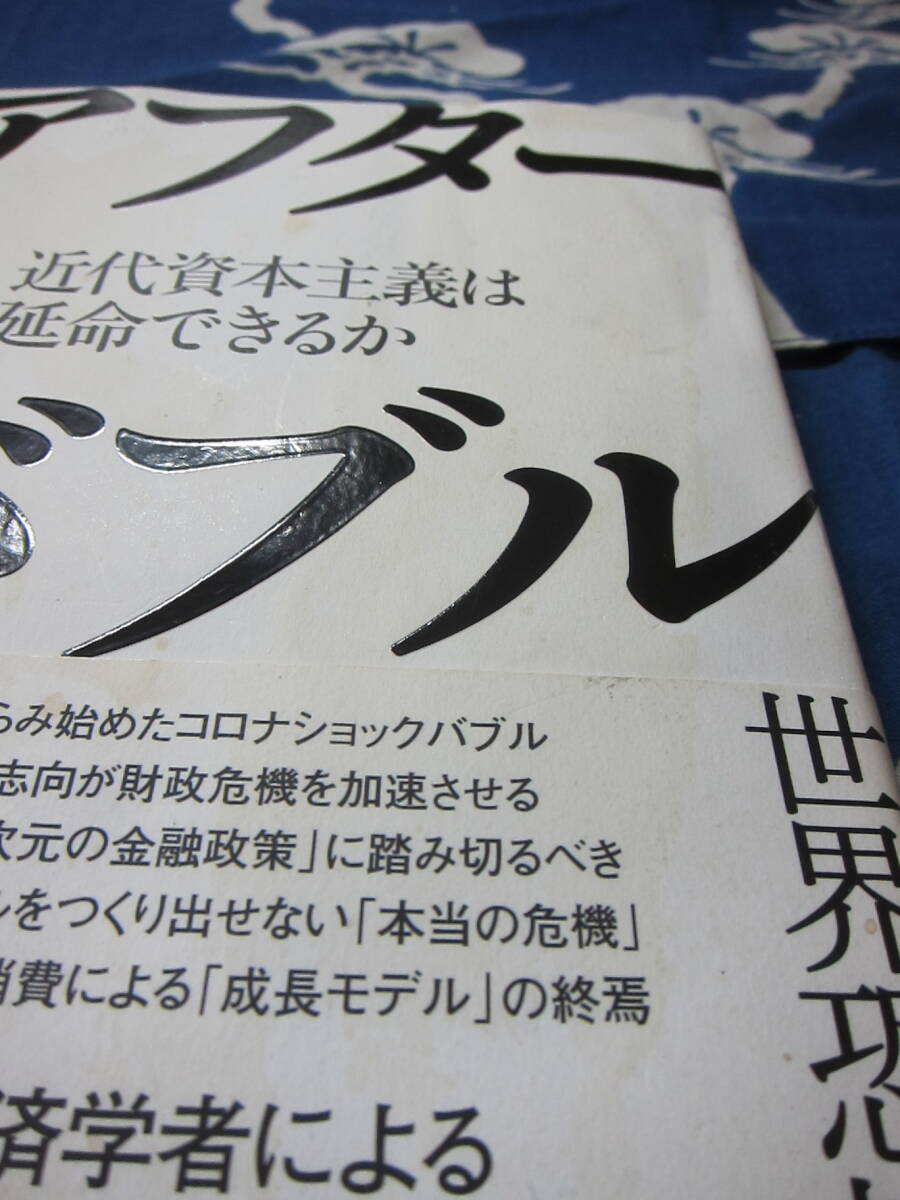 アフター
近代資本主義は
延命できるか
バブル
らみ始めたコロナショックバブル
志向が財政危機を加速させる
次元の金融政策」に踏み切るべき
ルをつくり出せない「本当の危機」
消費による「成長モデル」の終焉
済学者による
世界恐